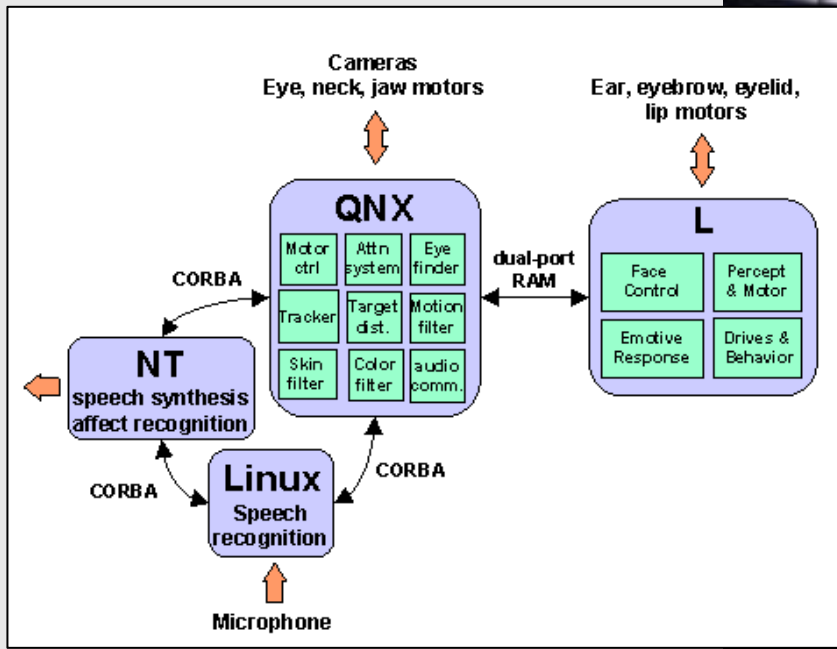 Cameras
Eye, neck, jaw motors
Ear, eyebrow, eyelid,
lip motors
QNX
Motor
ctrl
Attn
system
Eye
finder
Tracker
Target
dist.
Motion
filter
Skin
filter
Color
filter
audio
comm.
CORBA
dual-port
RAM
L
Face
Control
Percept
& Motor
Emotive
Response
Drives &
Behavior
NT
speech synthesis
affect recognition
CORBA
Linux
Speech
recognition
CORBA
Microphone